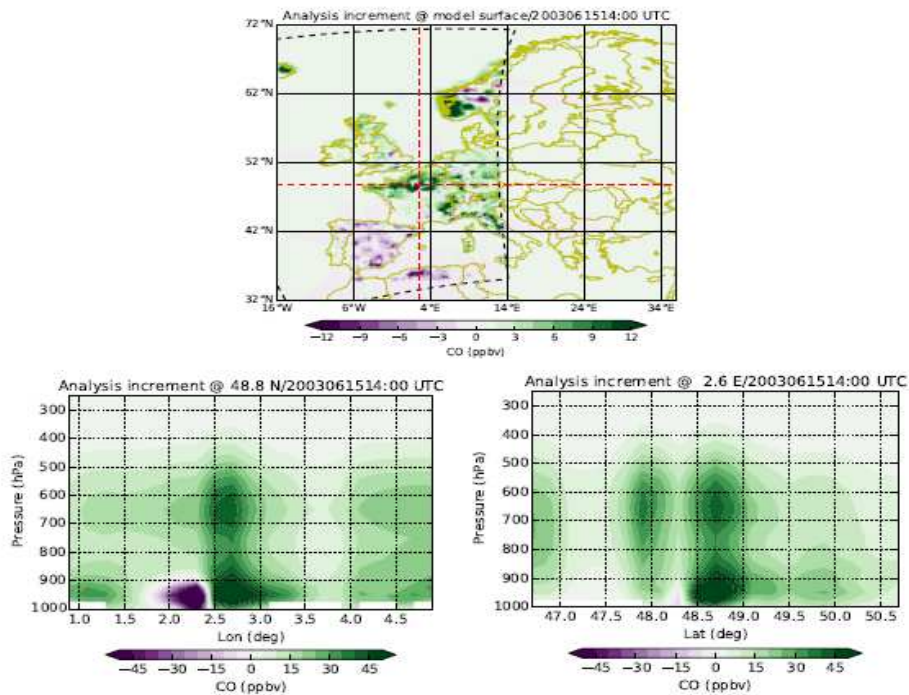 Analysis increment @ model surface/2003061514:00 UTC
72°N
62°N
52°N
42°N
32°N
16°W 6°W 4°E 14°E 24°E 34°E
−12 −9 −6 −3 0 3 6 9 12
CO (ppbv)
Analysis increment @ 48.8 N/2003061514:00 UTC
Pressure (hPa)
300
400
500
600
700
800
900
1000
1.0 1.5 2.0 2.5 3.0 3.5 4.0 4.5
Lon (deg)
−45 −30 −15 0 15 30 45
CO (ppbv)
Analysis increment @ 2.6 E/2003061514:00 UTC
Pressure (hPa)
300
400
500
600
700
800
900
1000
47.0 47.5 48.0 48.5 49.0 49.5 50.0 50.5
Lat (deg)
−45 −30 −15 0 15 30 45
CO (ppbv)